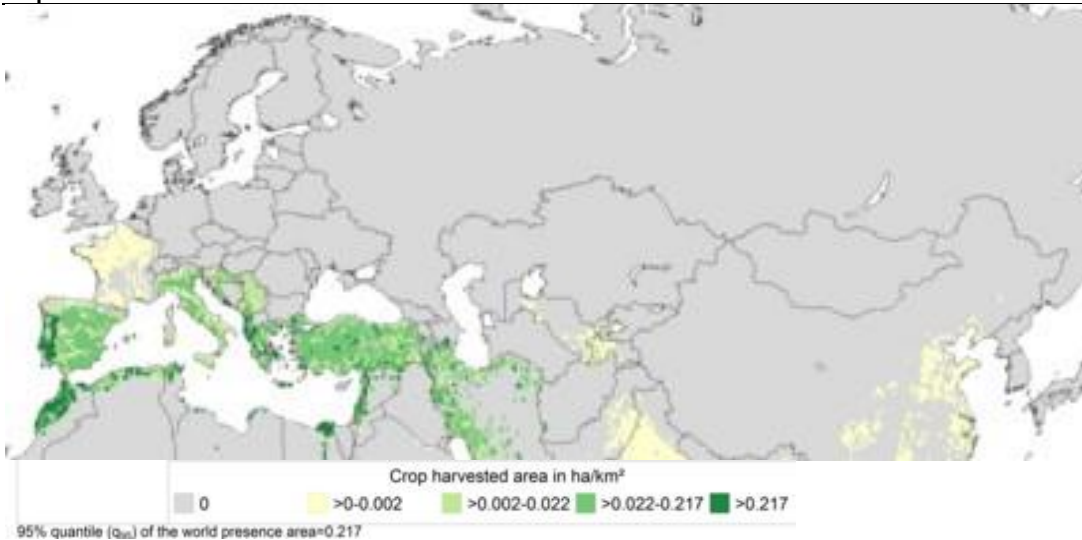 Crop harvested area in ha/km²
0 >0-0.002 >0.002-0.022 >0.022-0.217 >0.217
95% quantile (q₉₅) of the world presence area=0.217